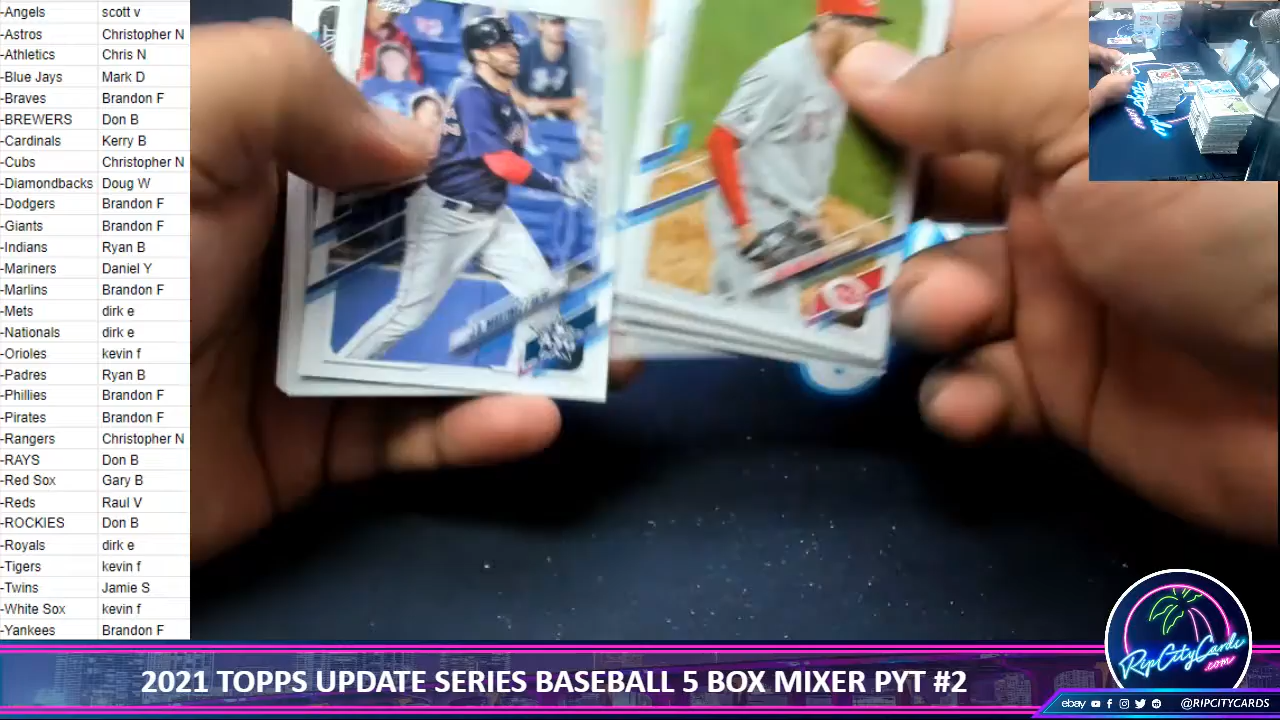 -Angels scott v
-Astros Christopher N
-Athletics Chris N
-Blue Jays Mark D
-Braves Brandon F
-BREWERS Don B
-Cardinals Kerry B
-Cubs Christopher N
-Diamondbacks Doug W
-Dodgers Brandon F
-Giants Brandon F
-Indians Ryan B
-Mariners Daniel Y
-Marlins Brandon F
-Mets dirk e
-Nationals dirk e
-Orioles kevin f
-Padres Ryan B
-Phillies Brandon F
-Pirates Brandon F
-Rangers Christopher N
-RAYS Don B
-Red Sox Gary B
-Reds Raul V
-ROCKIES Don B
-Royals dirk e
-Tigers kevin f
-Twins Jamie S
-White Sox kevin f
-Yankees Brandon F
2021 TOPPS UPDATE SERIES BASEBALL 5 BOX MIXER PYT #2
RipCityCards
.com
ebay @RIPCITYCARDS